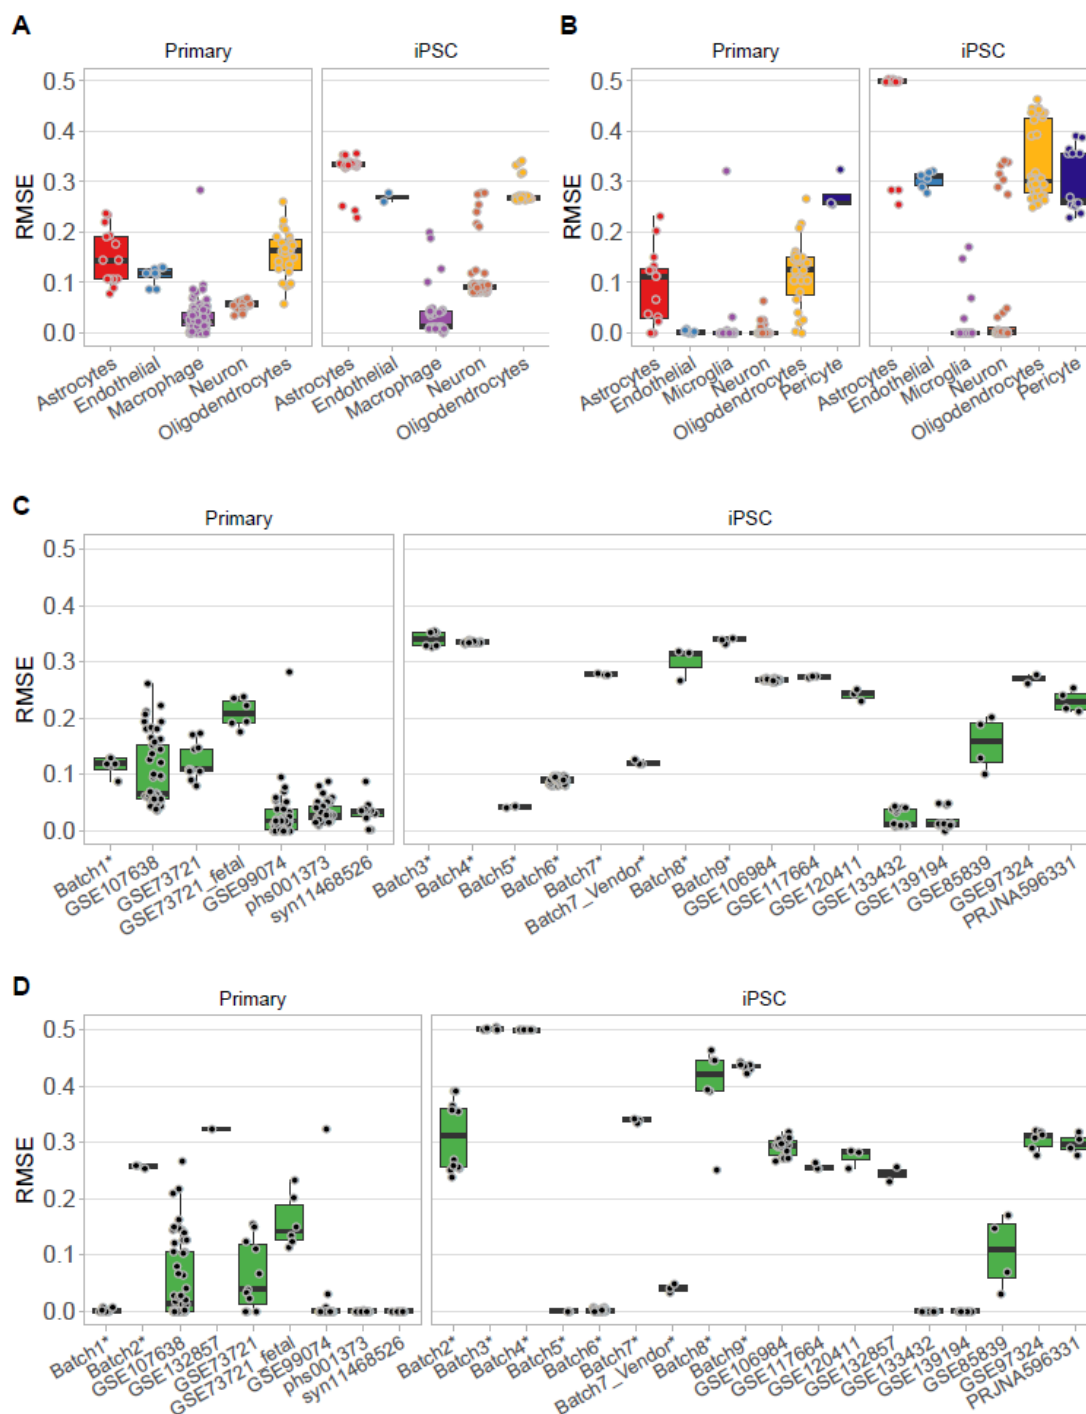 A
Primary
iPSC
RMSE
0.5
0.4
0.3
0.2
0.1
0.0
Astrocytes
Endothelial
Macrophage
Neuron
Oligodendrocytes
Astrocytes
Endothelial
Macrophage
Neuron
Oligodendrocytes
B
Primary
iPSC
RMSE
0.5
0.4
0.3
0.2
0.1
0.0
Astrocytes
Endothelial
Microglia
Neuron
Oligodendrocytes
Pericyte
Astrocytes
Endothelial
Microglia
Neuron
Oligodendrocytes
Pericyte
C
Primary
iPSC
RMSE
0.5
0.4
0.3
0.2
0.1
0.0
Batch1*
GSE107638
GSE73721
GSE73721_fetal
GSE99074
phs001373
syn11468526
Batch3*
Batch4*
Batch5*
Batch6*
Batch7*
Batch7_Vendor*
Batch8*
Batch9*
GSE106984
GSE117664
GSE120411
GSE133432
GSE139194
GSE85839
GSE97324
PRJNA596331
D
Primary
iPSC
RMSE
0.5
0.4
0.3
0.2
0.1
0.0
Batch1*
Batch2*
GSE107638
GSE132857
GSE73721
GSE73721_fetal
GSE99074
phs001373
syn11468526
Batch2*
Batch3*
Batch4*
Batch5*
Batch6*
Batch7*
Batch7_Vendor*
Batch8*
Batch9*
GSE106984
GSE117664
GSE120411
GSE132857
GSE133432
GSE139194
GSE85839
GSE97324
PRJNA596331